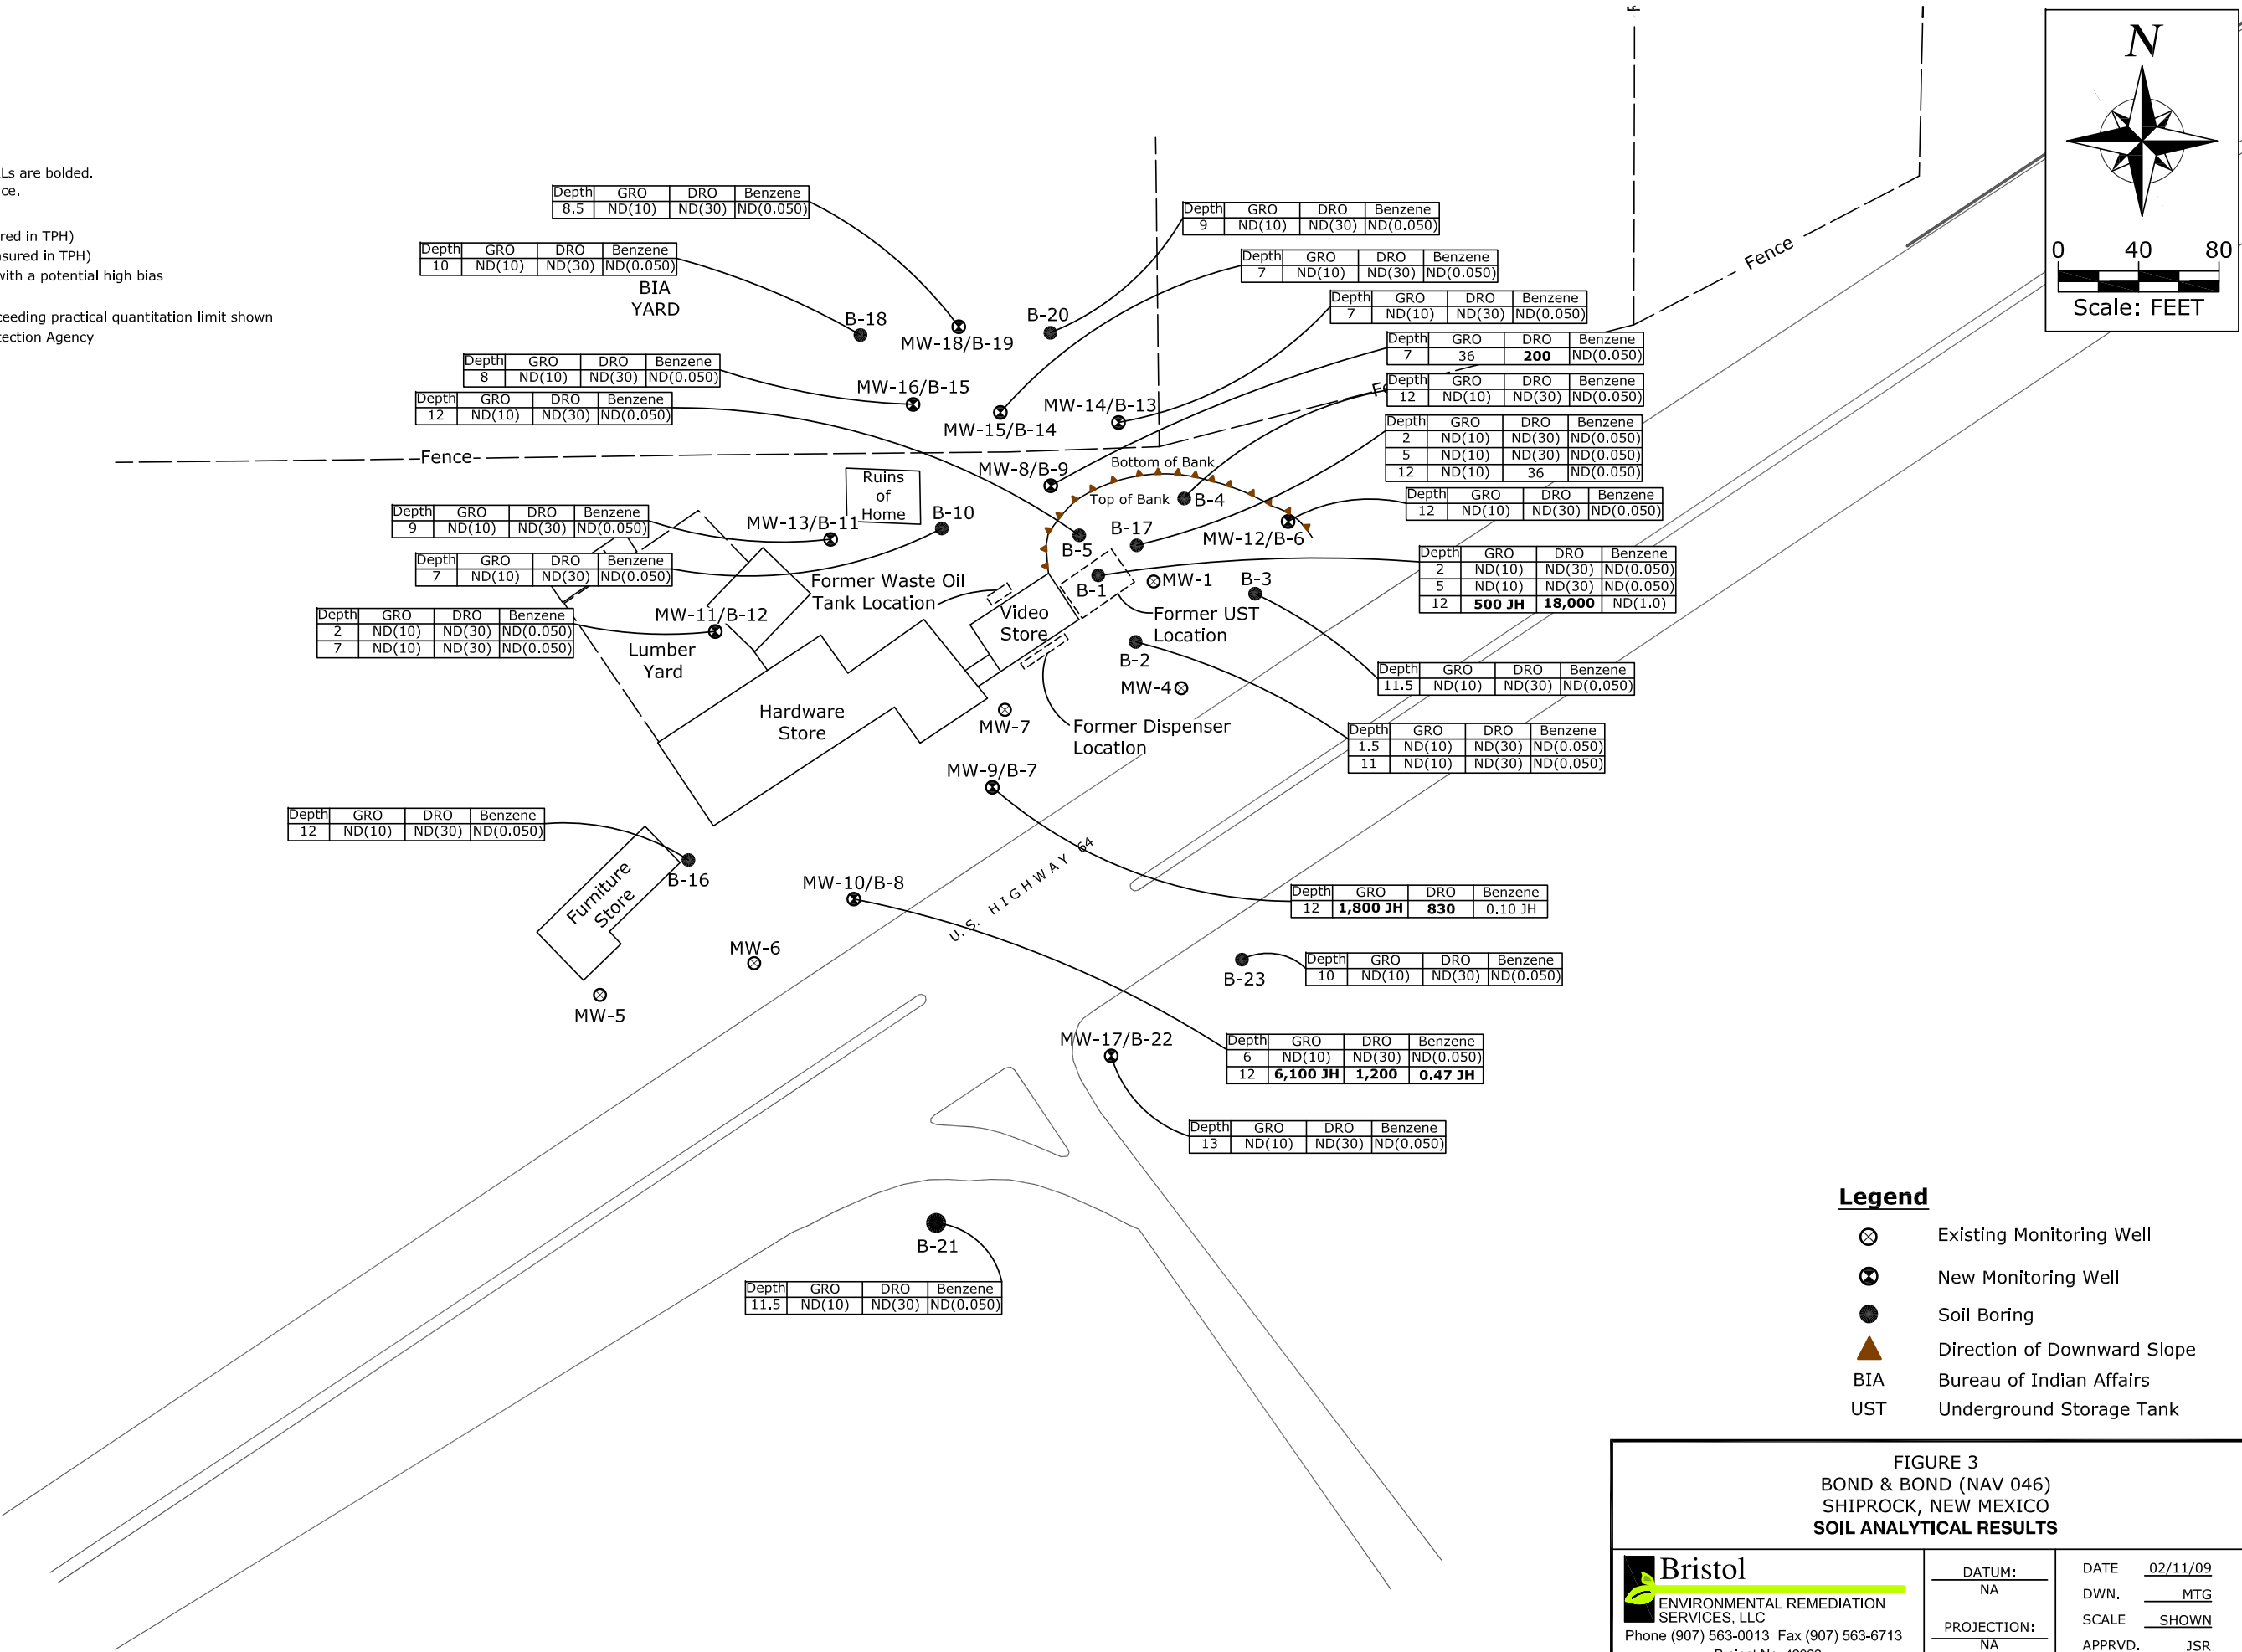 Ls are bolded.
ce.
red in TPH)
sured in TPH)
with a potential high bias
ceeding practical quantitation limit shown
tection Agency
N
0 40 80
Scale: FEET
Depth GRO DRO Benzene
8.5 ND(10) ND(30) ND(0.050)
Depth GRO DRO Benzene
9 ND(10) ND(30) ND(0.050)
Depth GRO DRO Benzene
10 ND(10) ND(30) ND(0.050)
BIA
YARD
Depth GRO DRO Benzene
7 ND(10) ND(30) ND(0.050)
Fence
Depth GRO DRO Benzene
7 ND(10) ND(30) ND(0.050)
B-18
MW-18/B-19
B-20
Depth GRO DRO Benzene
7 36 200 ND(0.050)
Depth GRO DRO Benzene
8 ND(10) ND(30) ND(0.050)
MW-16/B-15
Depth GRO DRO Benzene
12 ND(10) ND(30) ND(0.050)
Depth GRO DRO Benzene
12 ND(10) ND(30) ND(0.050)
MW-15/B-14
MW-14/B-13
Depth GRO DRO Benzene
2 ND(10) ND(30) ND(0.050)
5 ND(10) ND(30) ND(0.050)
12 ND(10) 36 ND(0.050)
Fence
MW-8/B-9
Bottom of Bank
Top of Bank
B-4
Ruins
of
Home
Depth GRO DRO Benzene
12 ND(10) ND(30) ND(0.050)
Depth GRO DRO Benzene
9 ND(10) ND(30) ND(0.050)
MW-13/B-11
B-10
B-17
B-5
MW-12/B-6
Depth GRO DRO Benzene
7 ND(10) ND(30) ND(0.050)
Former Waste Oil
Tank Location
B-1
MW-1
B-3
Depth GRO DRO Benzene
2 ND(10) ND(30) ND(0.050)
5 ND(10) ND(30) ND(0.050)
12 500 JH 18,000 ND(1.0)
Depth GRO DRO Benzene
2 ND(10) ND(30) ND(0.050)
7 ND(10) ND(30) ND(0.050)
MW-11/B-12
Lumber
Yard
Video
Store
Former UST
Location
B-2
MW-4
Depth GRO DRO Benzene
11.5 ND(10) ND(30) ND(0.050)
Hardware
Store
MW-7
Former Dispenser
Location
Depth GRO DRO Benzene
1.5 ND(10) ND(30) ND(0.050)
11 ND(10) ND(30) ND(0.050)
MW-9/B-7
Depth GRO DRO Benzene
12 ND(10) ND(30) ND(0.050)
Furniture
Store
B-16
MW-10/B-8
U.S. HIGHWAY 64
Depth GRO DRO Benzene
12 1,800 JH 830 0.10 JH
MW-6
MW-5
B-23
Depth GRO DRO Benzene
10 ND(10) ND(30) ND(0.050)
MW-17/B-22
Depth GRO DRO Benzene
6 ND(10) ND(30) ND(0.050)
12 6,100 JH 1,200 0.47 JH
Depth GRO DRO Benzene
13 ND(10) ND(30) ND(0.050)
B-21
Depth GRO DRO Benzene
11.5 ND(10) ND(30) ND(0.050)
Legend
Existing Monitoring Well
New Monitoring Well
Soil Boring
Direction of Downward Slope
BIA Bureau of Indian Affairs
UST Underground Storage Tank
FIGURE 3
BOND & BOND (NAV 046)
SHIPROCK, NEW MEXICO
SOIL ANALYTICAL RESULTS
Bristol
ENVIRONMENTAL REMEDIATION
SERVICES, LLC
Phone (907) 563-0013 Fax (907) 563-6713
DATUM:
NA
PROJECTION:
NA
DATE 02/11/09
DWN. MTG
SCALE SHOWN
APPRVD. JSR